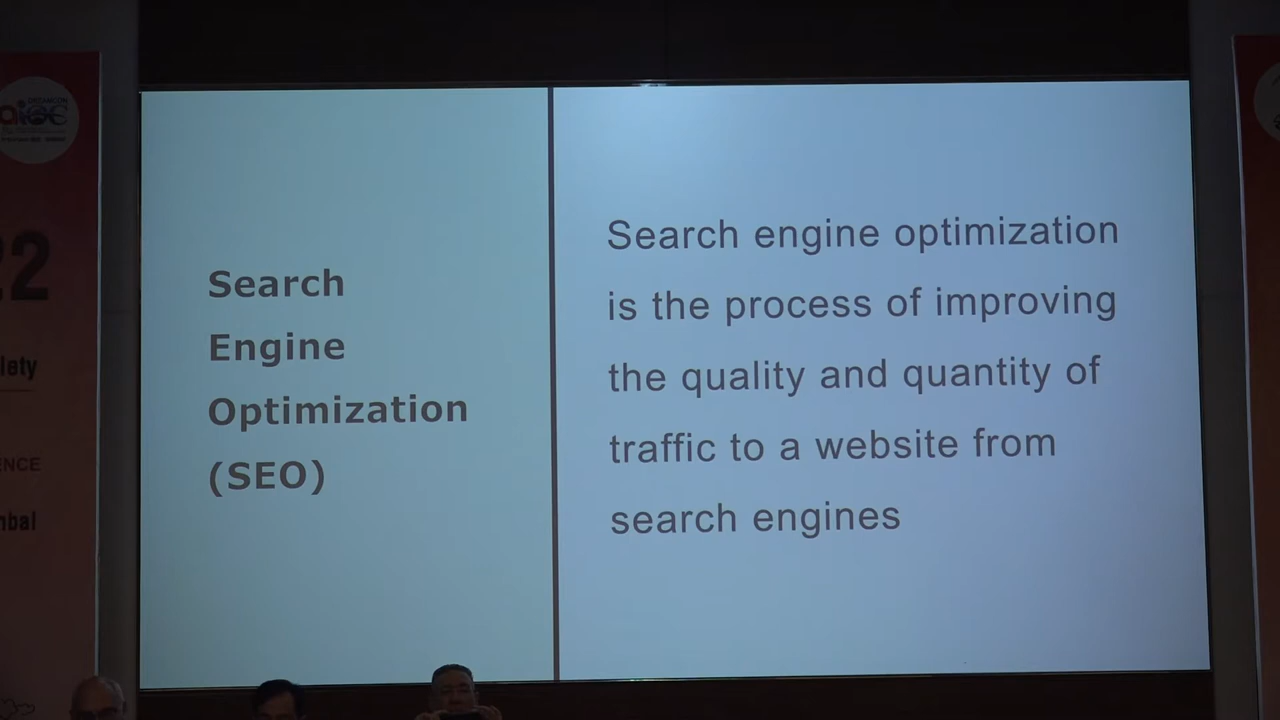 22
Search
Engine
Optimization
(SEO)
Search engine optimization
is the process of improving
the quality and quantity of
traffic to a website from
search engines